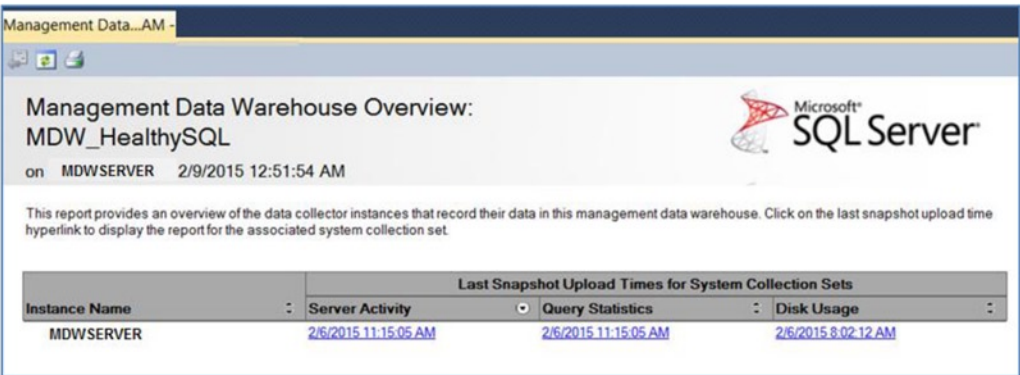 Management Data...AM -
Management Data Warehouse Overview:
MDW_HealthySQL
on MDWSERVER 2/9/2015 12:51:54 AM
Microsoft®
SQL Server®
This report provides an overview of the data collector instances that record their data in this management data warehouse. Click on the last snapshot upload time
hyperlink to display the report for the associated system collection set.
Last Snapshot Upload Times for System Collection Sets
Instance Name Server Activity Query Statistics Disk Usage
MDWSERVER 2/6/2015 11:15:05 AM 2/6/2015 11:15:05 AM 2/6/2015 8:02:12 AM